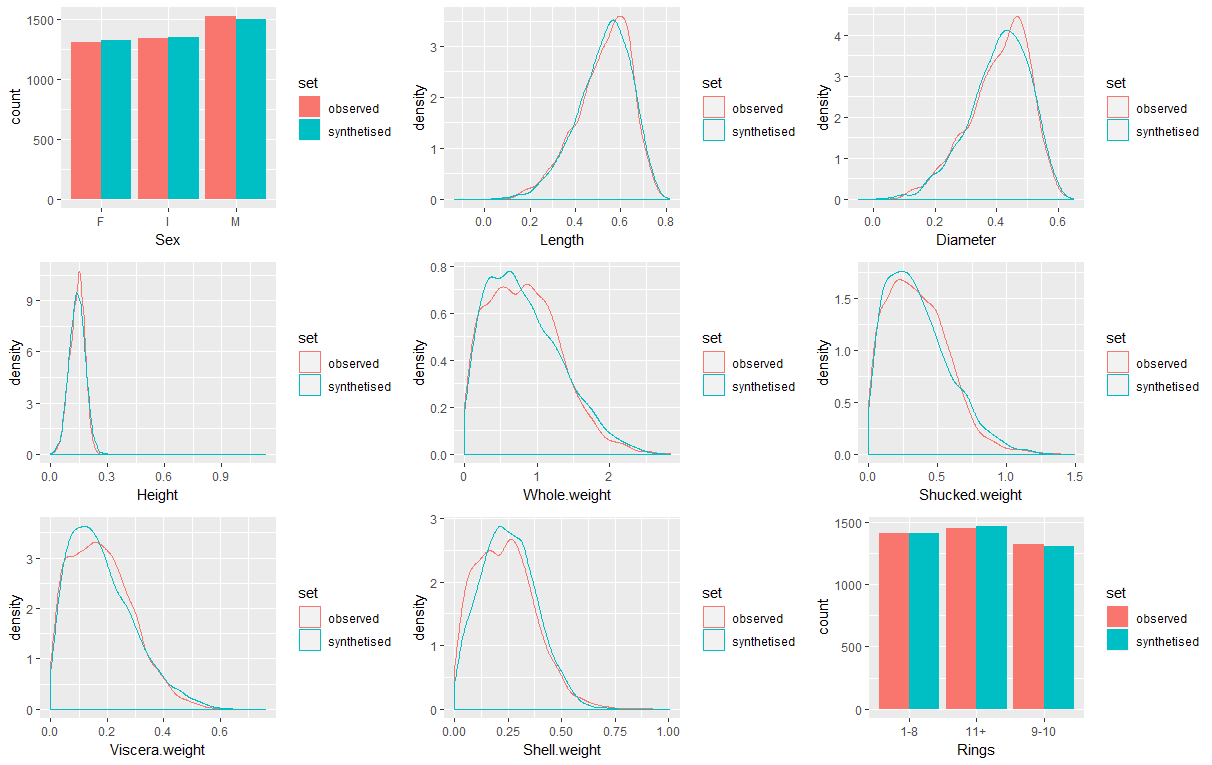 1500
1000
500
0
count
F I M
Sex
set
observed
synthetised
3
2
1
0
density
0.0 0.2 0.4 0.6 0.8
Length
set
observed
synthetised
4
3
2
1
0
density
0.0 0.2 0.4 0.6
Diameter
set
observed
synthetised
9
6
3
0
density
0.0 0.3 0.6 0.9
Height
set
observed
synthetised
0.8
0.6
0.4
0.2
0.0
density
0 1 2
Whole.weight
set
observed
synthetised
1.5
1.0
0.5
0.0
density
0.0 0.5 1.0 1.5
Shucked.weight
set
observed
synthetised
3
2
1
0
density
0.0 0.2 0.4 0.6
Viscera.weight
set
observed
synthetised
3
2
1
0
density
0.00 0.25 0.50 0.75 1.00
Shell.weight
set
observed
synthetised
1500
1000
500
0
count
1-8 11+ 9-10
Rings
set
observed
synthetised